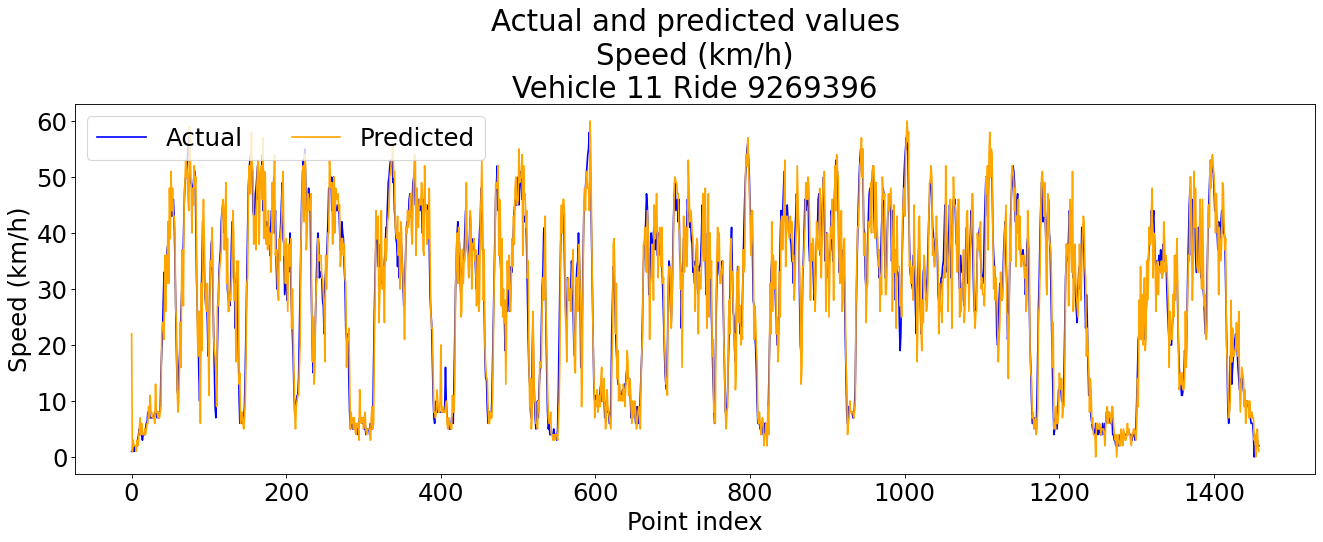 Actual and predicted values
Speed (km/h)
Vehicle 11 Ride 9269396
Actual Predicted
Speed (km/h)
60
50
40
30
20
10
0
0 200 400 600 800 1000 1200 1400
Point index